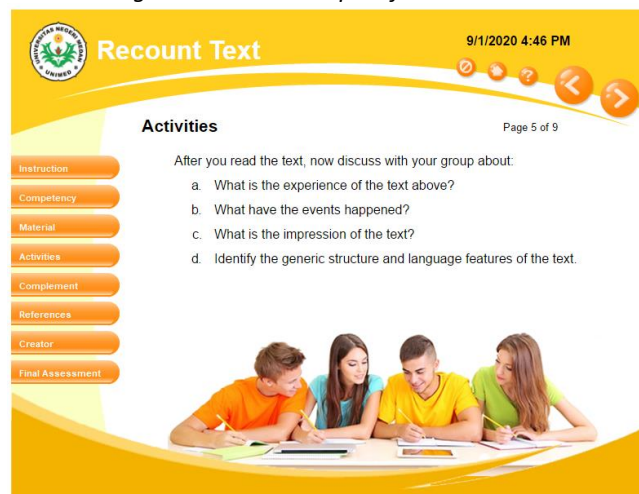 Recount Text
9/1/2020 4:46 PM
UNIVERSITAS NEGERI MEDAN
UNIMED
Activities
Page 5 of 9
After you read the text, now discuss with your group about:
a. What is the experience of the text above?
b. What have the events happened?
c. What is the impression of the text?
d. Identify the generic structure and language features of the text.
Instruction
Competency
Material
Activities
Complement
References
Creator
Final Assessment